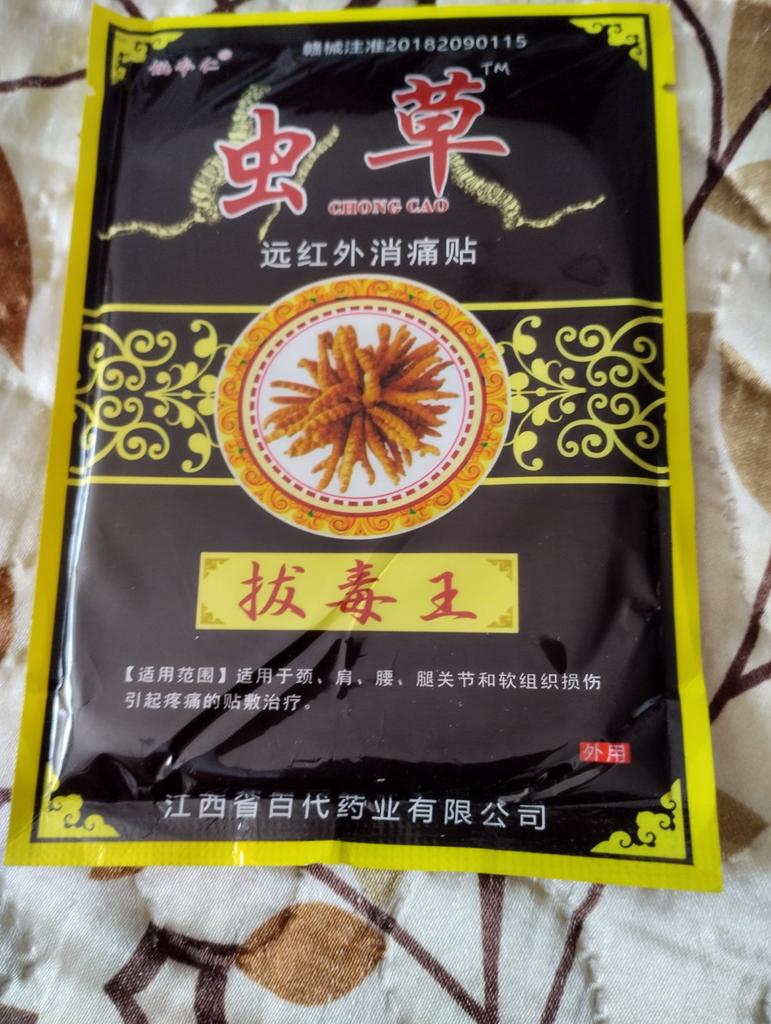 赣械注准20182090115
®
虫草™
CHONG CAO
远红外消痛贴
拔毒王
【适用范围】适用于颈、肩、腰、腿关节和软组织损伤
引起疼痛的贴敷治疗。
外用
江西省百代药业有限公司